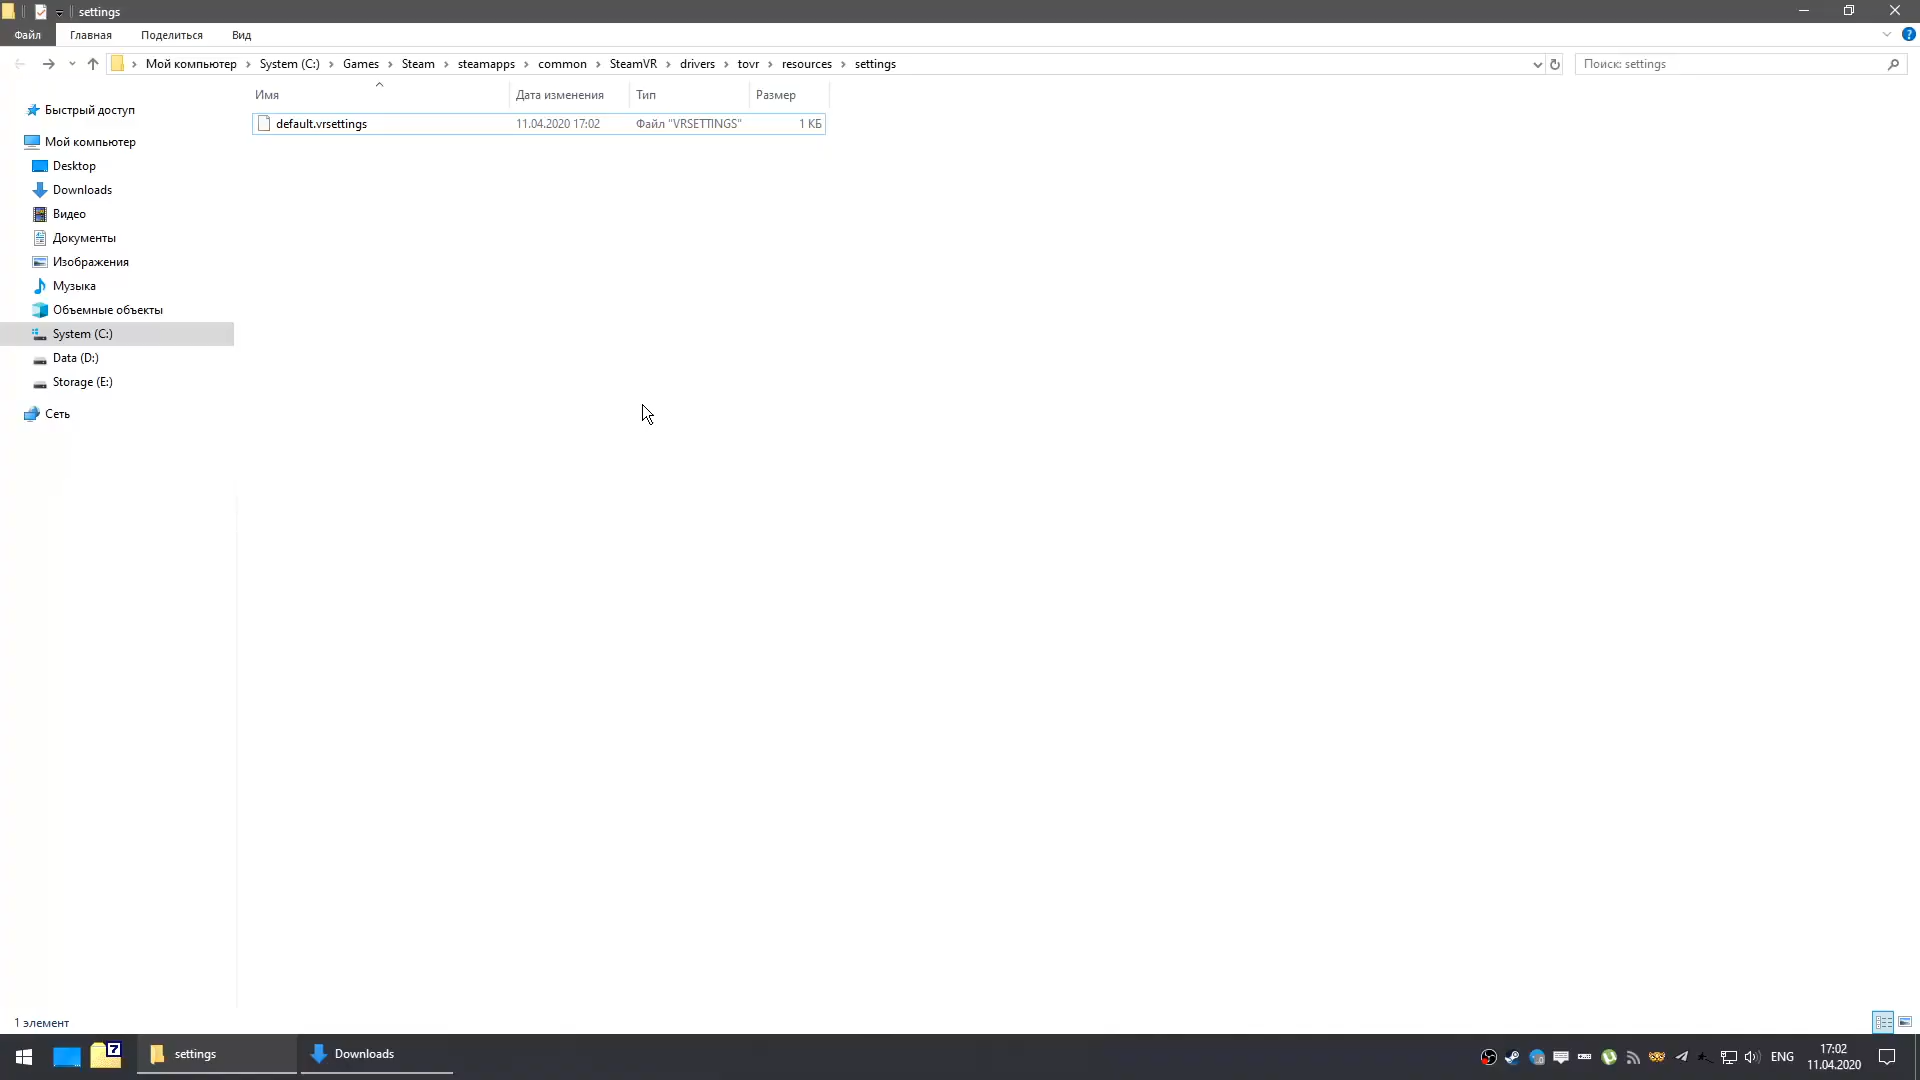 settings
Файл Главная Поделиться Вид
Мой компьютер System (C:) Games Steam steamapps common SteamVR drivers tovr resources settings
Поиск: settings
Имя Дата изменения Тип Размер
default.vrsettings 11.04.2020 17:02 Файл "VRSETTINGS" 1 КБ
Быстрый доступ
Мой компьютер
Desktop
Downloads
Видео
Документы
Изображения
Музыка
Объемные объекты
System (C:)
Data (D:)
Storage (E:)
Сеть
1 элемент
7
settings
Downloads
ENG
17:02
11.04.2020